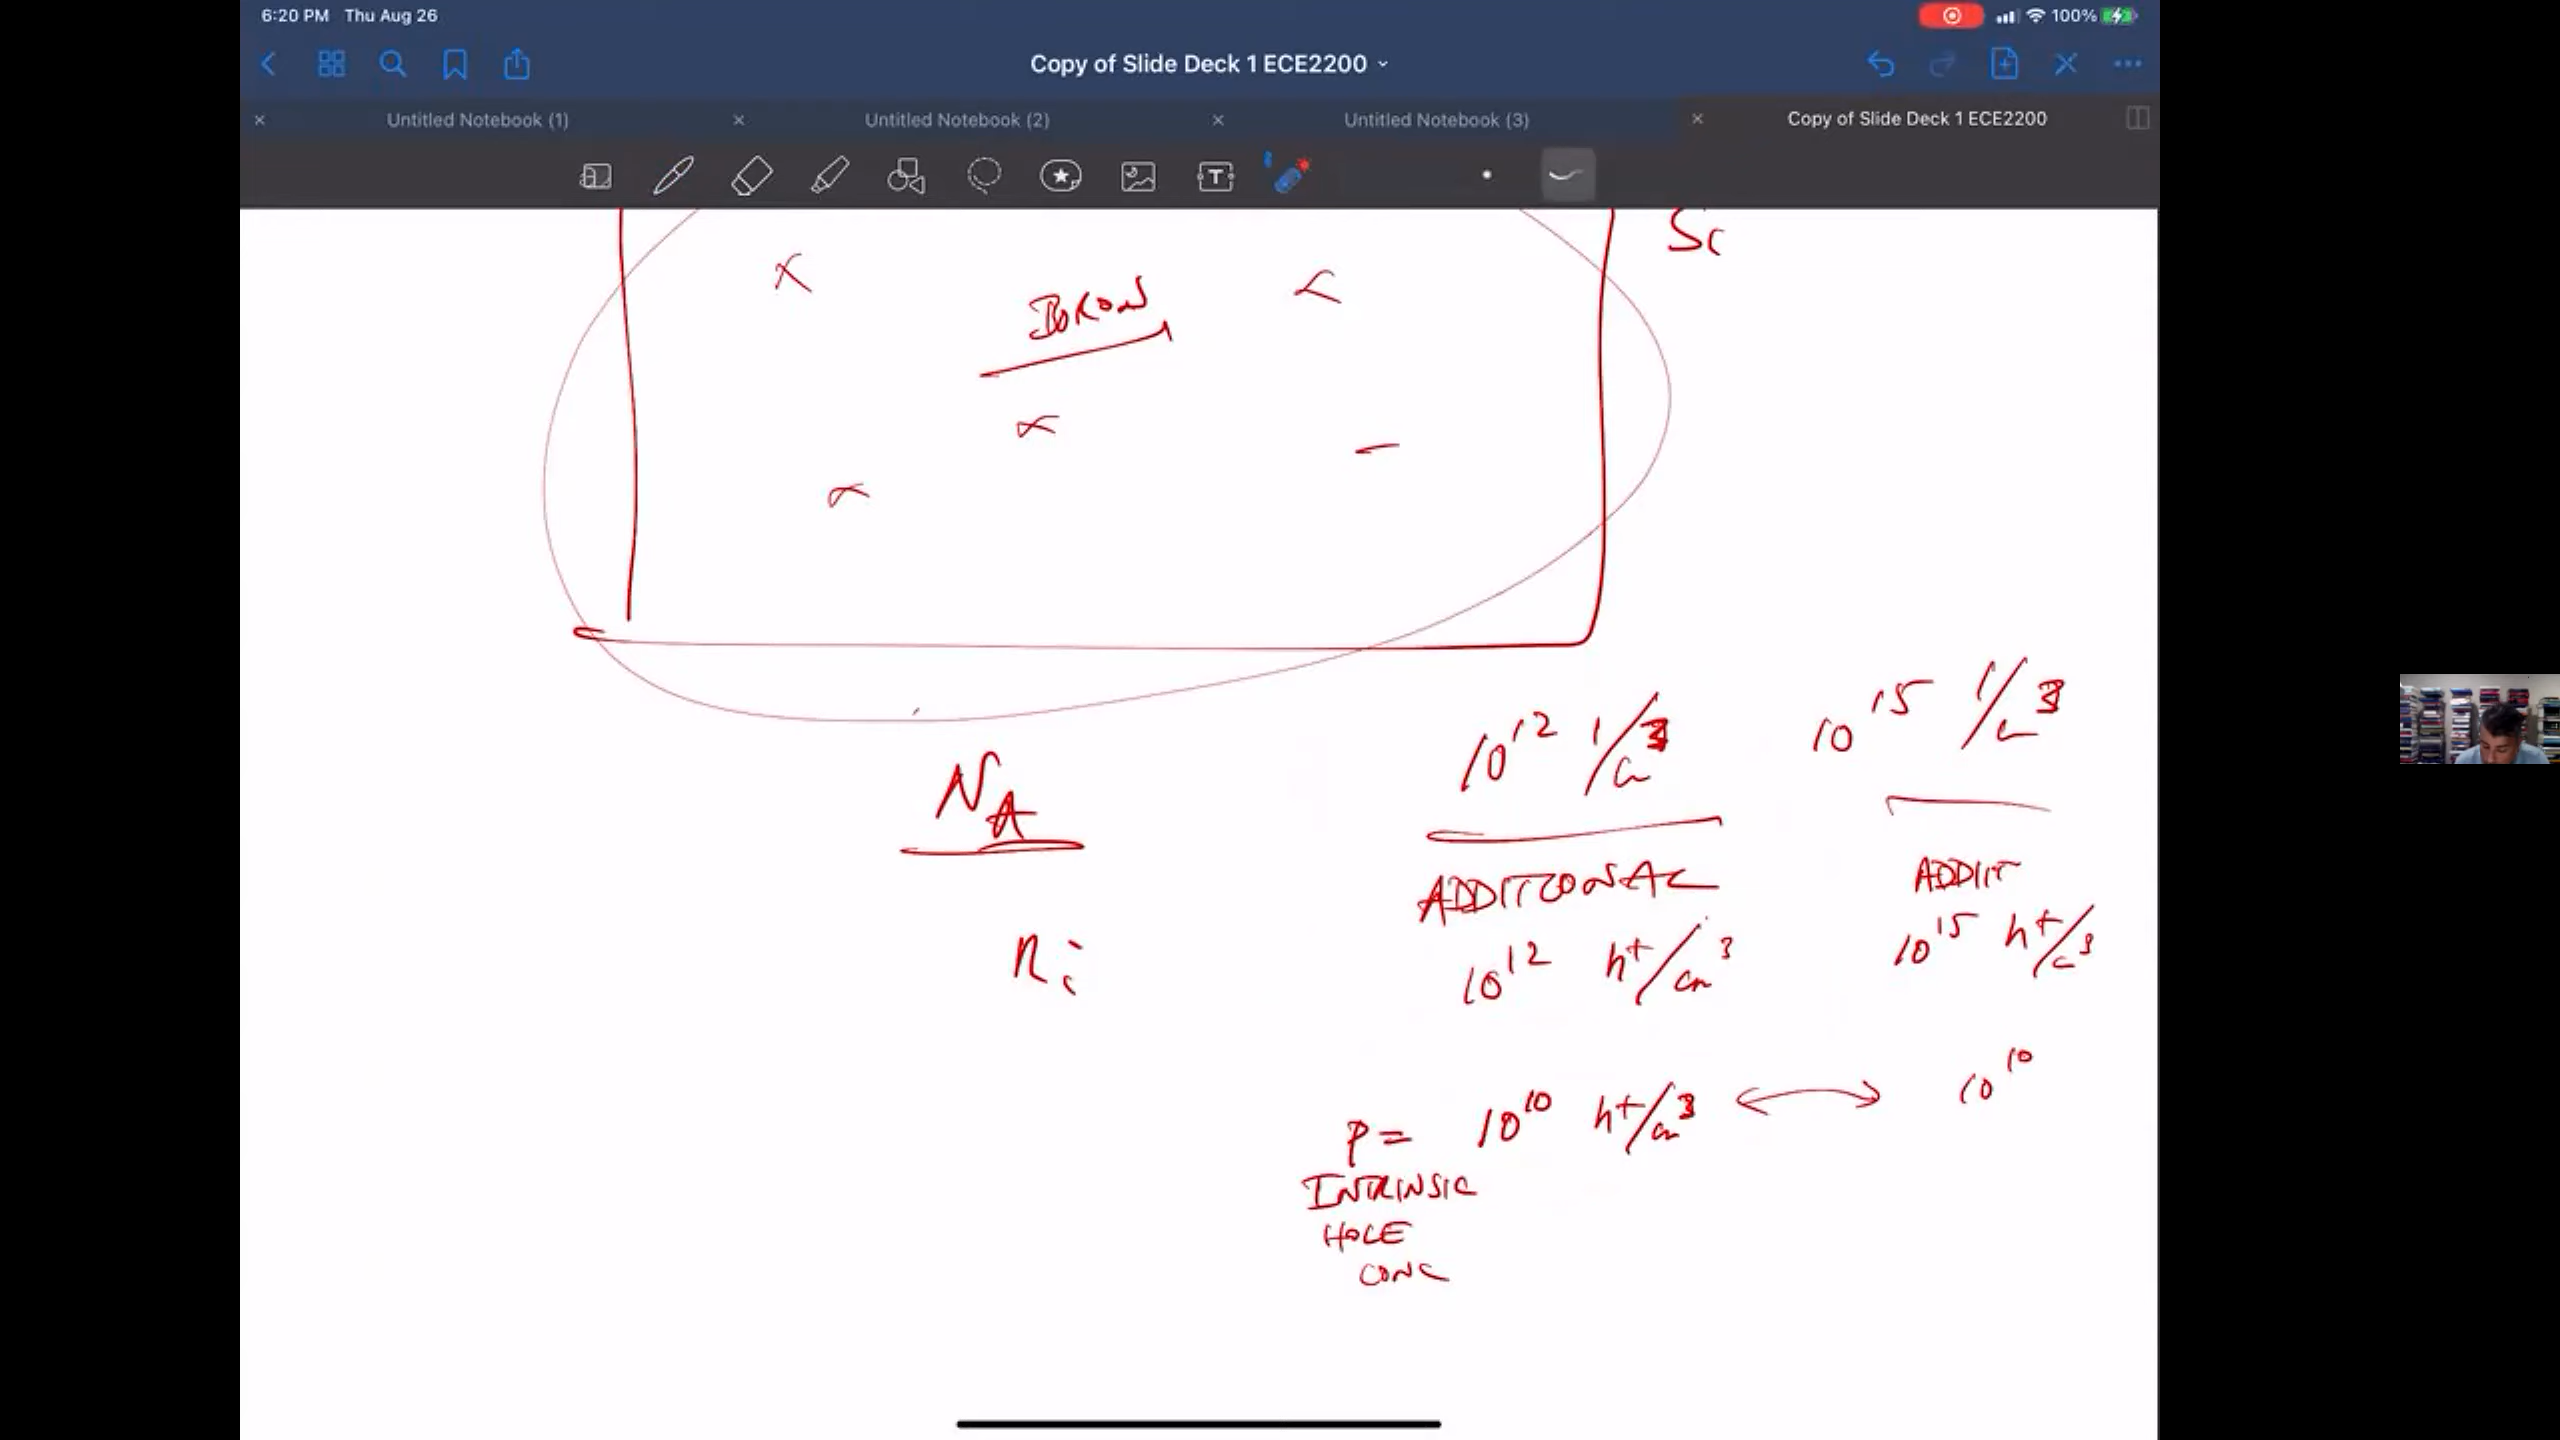 6:20 PM Thu Aug 26
100%
Copy of Slide Deck 1 ECE2200
Untitled Notebook (1)
Untitled Notebook (2)
Untitled Notebook (3)
Copy of Slide Deck 1 ECE2200
Si
BORON
10^12 1/cm^3
10^15 1/cm^3
N_A
ADDITIONAL
ADDIT
n_i
10^12 h+/cm^3
10^15 h+/cm^3
p = 10^10 h+/cm^3
10^10
INTRINSIC
HOLE
CONC